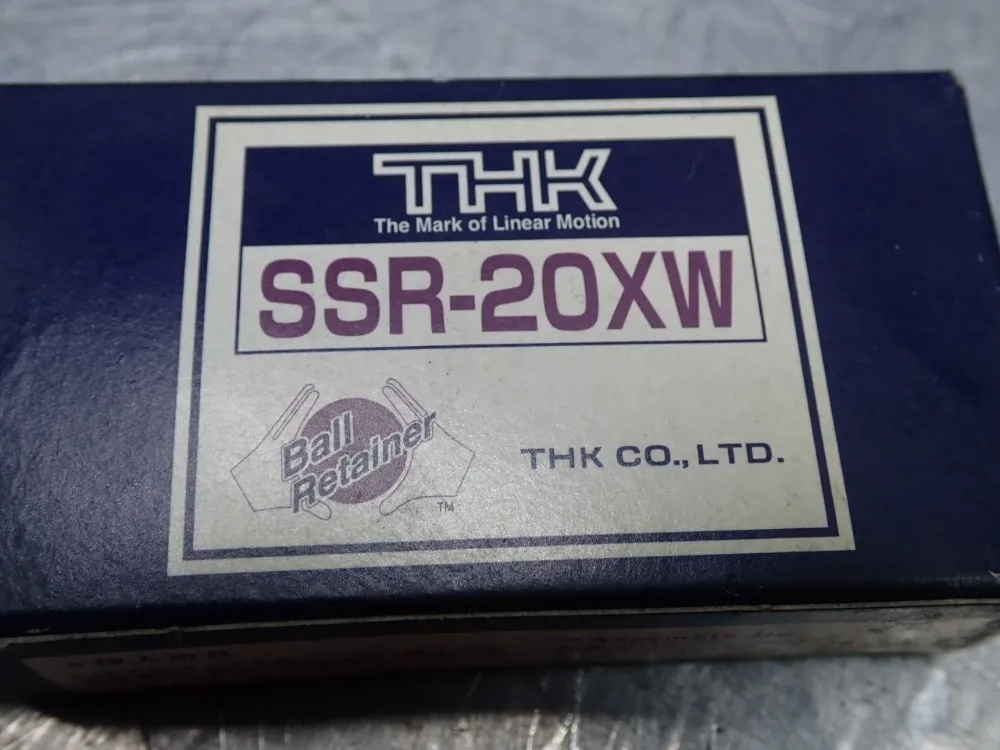 THK
The Mark of Linear Motion
SSR-20XW
Ball
Retainer
TM
THK CO., LTD.